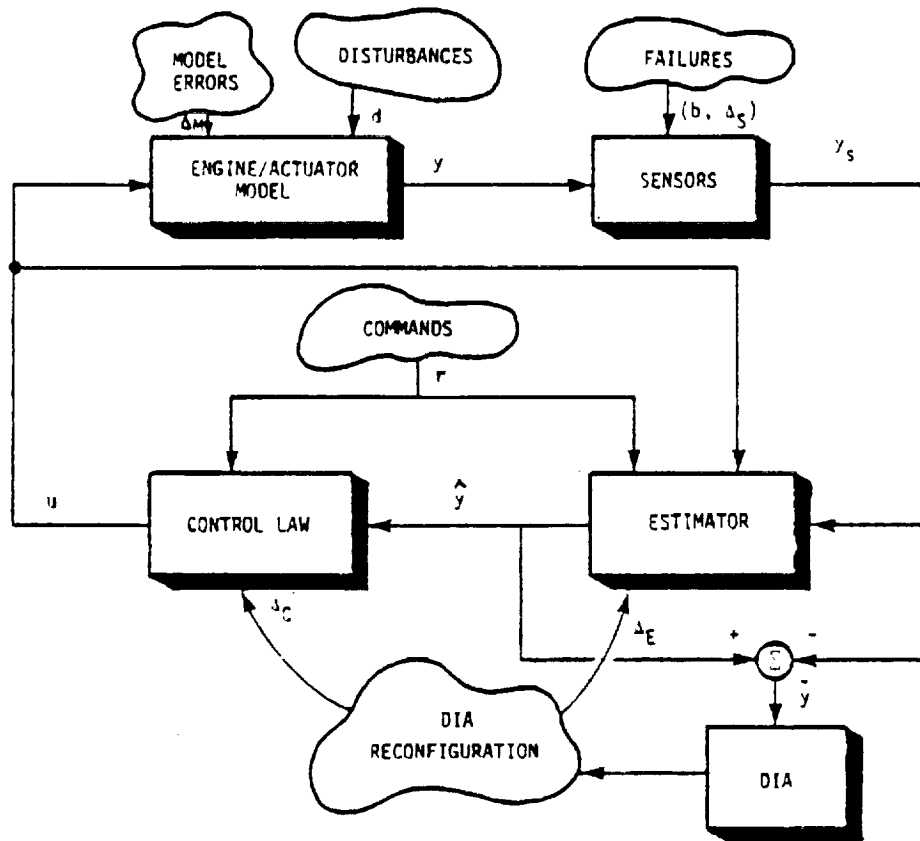 MODEL
ERRORS
DISTURBANCES
FAILURES
ΔM
d
(b, Δ_S)
ENGINE/ACTUATOR
MODEL
y
SENSORS
y_s
COMMANDS
r
u
CONTROL LAW
ŷ
ESTIMATOR
Δ_C
Δ_E
+
-
Σ
ȳ
DIA
RECONFIGURATION
DIA